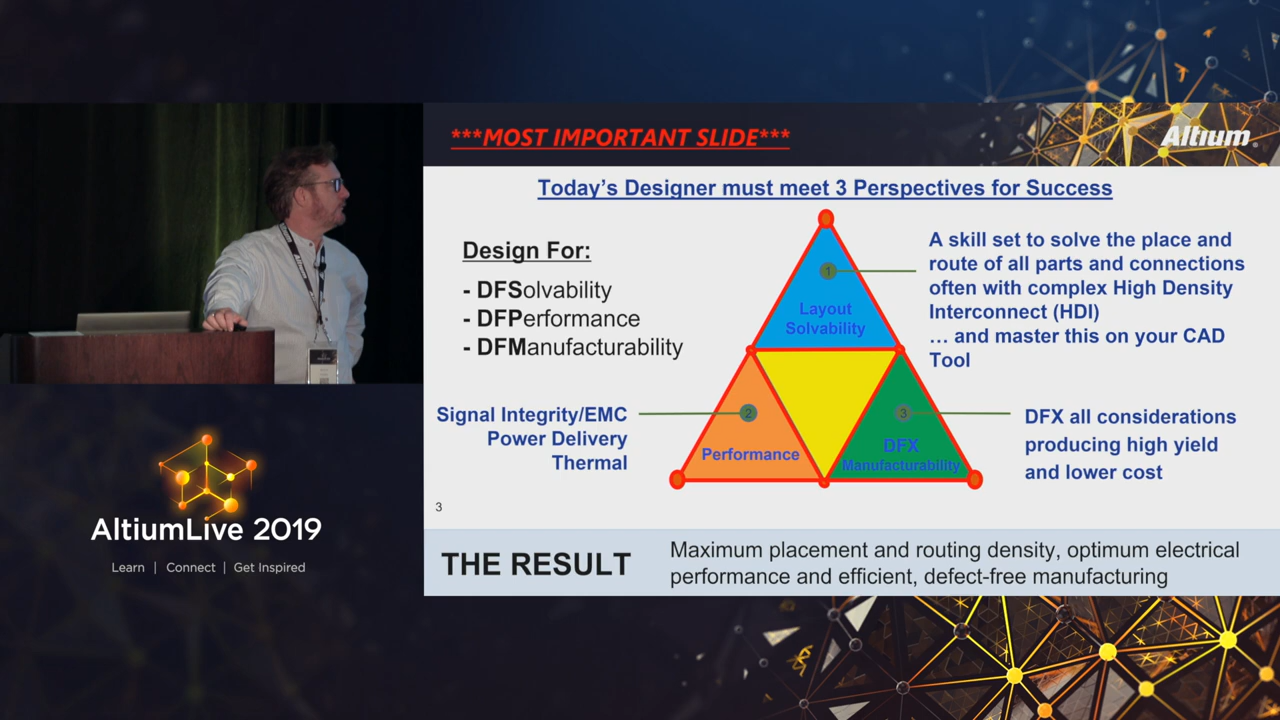 ***MOST IMPORTANT SLIDE***
Altium
Today's Designer must meet 3 Perspectives for Success
Design For:
- DFSolvability
- DFPerformance
- DFManufacturability
1
Layout
Solvability
A skill set to solve the place and
route of all parts and connections
often with complex High Density
Interconnect (HDI)
… and master this on your CAD
Tool
Signal Integrity/EMC
Power Delivery
Thermal
2
Performance
3
DFX
Manufacturability
DFX all considerations
producing high yield
and lower cost
3
THE RESULT
Maximum placement and routing density, optimum electrical
performance and efficient, defect-free manufacturing
Altium
AltiumLive 2019
Learn | Connect | Get Inspired